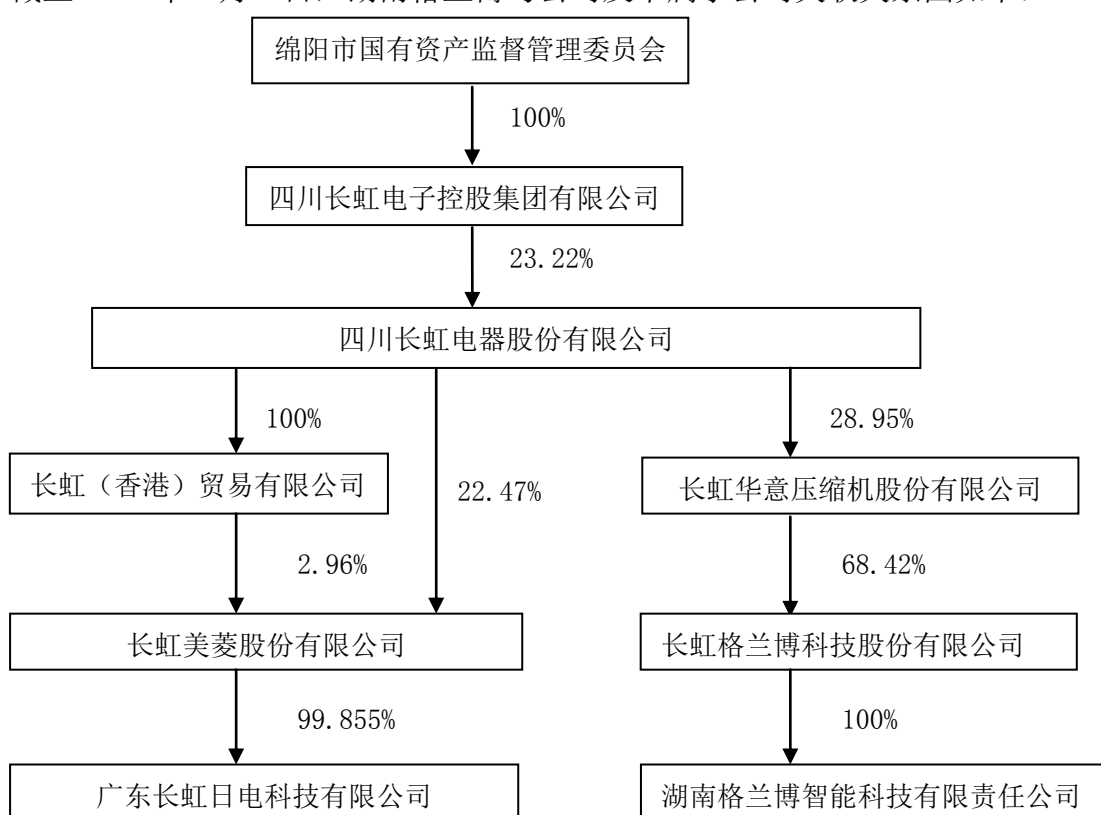 绵阳市国有资产监督管理委员会
100%
四川长虹电子控股集团有限公司
23.22%
四川长虹电器股份有限公司
100%
28.95%
长虹（香港）贸易有限公司
22.47%
长虹华意压缩机股份有限公司
2.96%
68.42%
长虹美菱股份有限公司
长虹格兰博科技股份有限公司
99.855%
100%
广东长虹日电科技有限公司
湖南格兰博智能科技有限责任公司